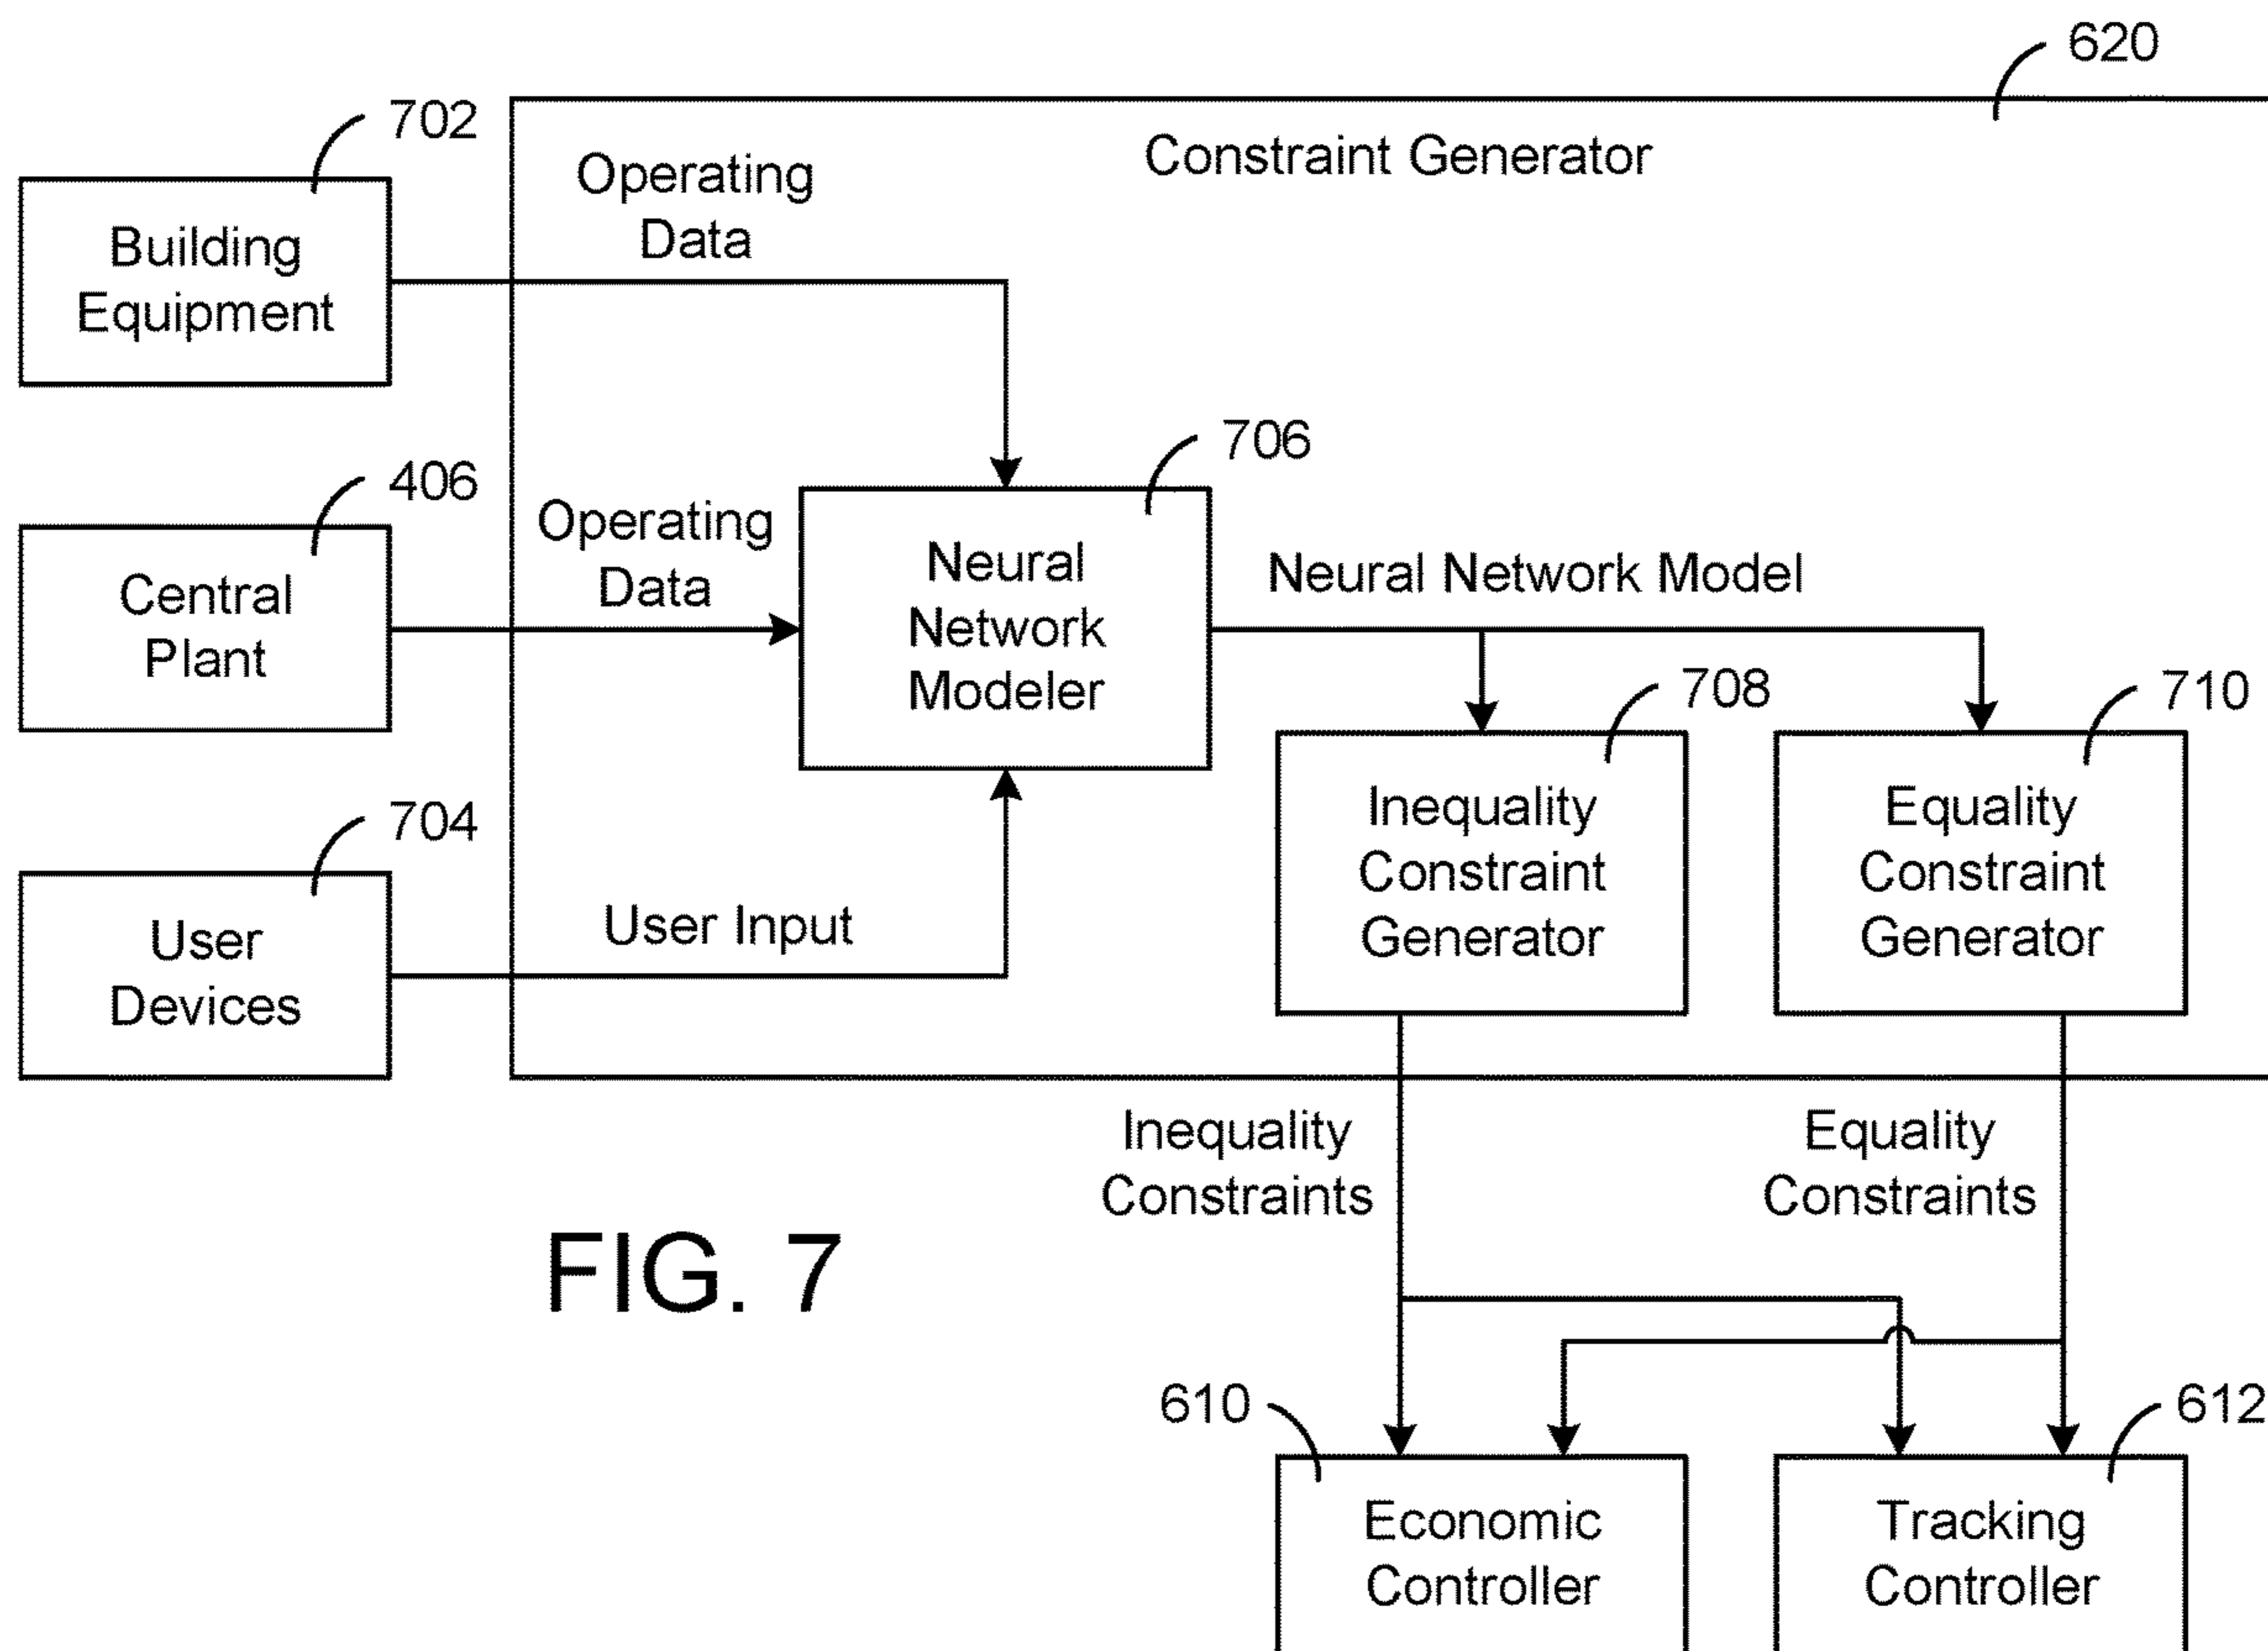 620
702
Constraint Generator
Operating
Data
Building
Equipment
706
406
Operating
Data
Neural
Network
Modeler
Neural Network Model
Central
Plant
708
710
704
Inequality
Constraint
Generator
Equality
Constraint
Generator
User Input
User
Devices
Inequality
Constraints
Equality
Constraints
FIG. 7
610
612
Economic
Controller
Tracking
Controller